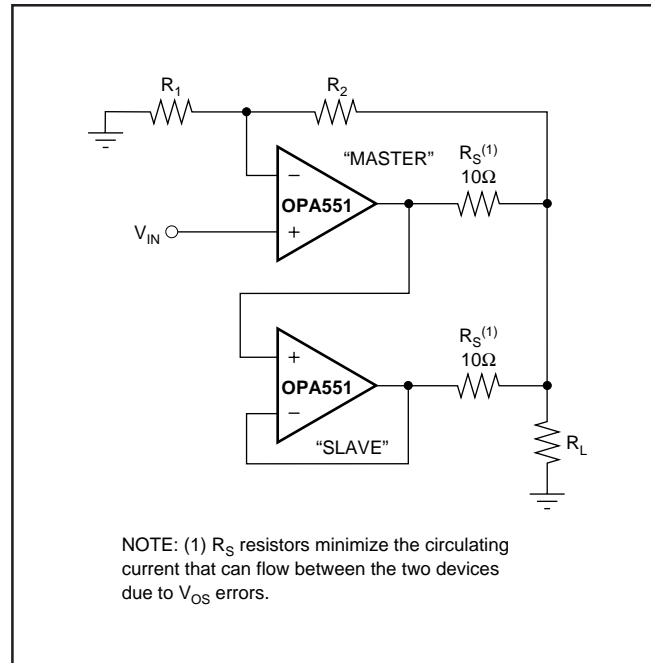 R1
R2
“MASTER”
RS(1)
10Ω
–
OPA551
+
VIN
RS(1)
10Ω
+
OPA551
–
“SLAVE”
RL
NOTE: (1) RS resistors minimize the circulating
current that can flow between the two devices
due to VOS errors.